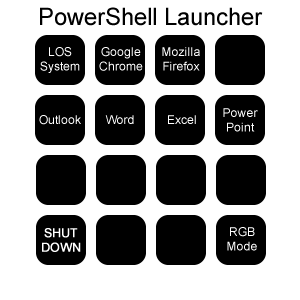 PowerShell Launcher
LOS
System
Google
Chrome
Mozilla
Firefox
Outlook
Word
Excel
Power
Point
SHUT
DOWN
RGB
Mode